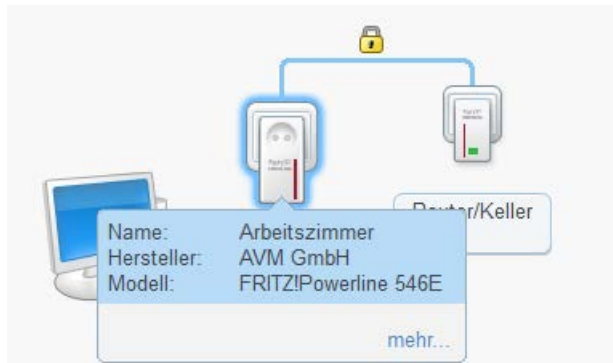 Router/Keller
Name: Arbeitszimmer
Hersteller: AVM GmbH
Modell: FRITZ!Powerline 546E
mehr...